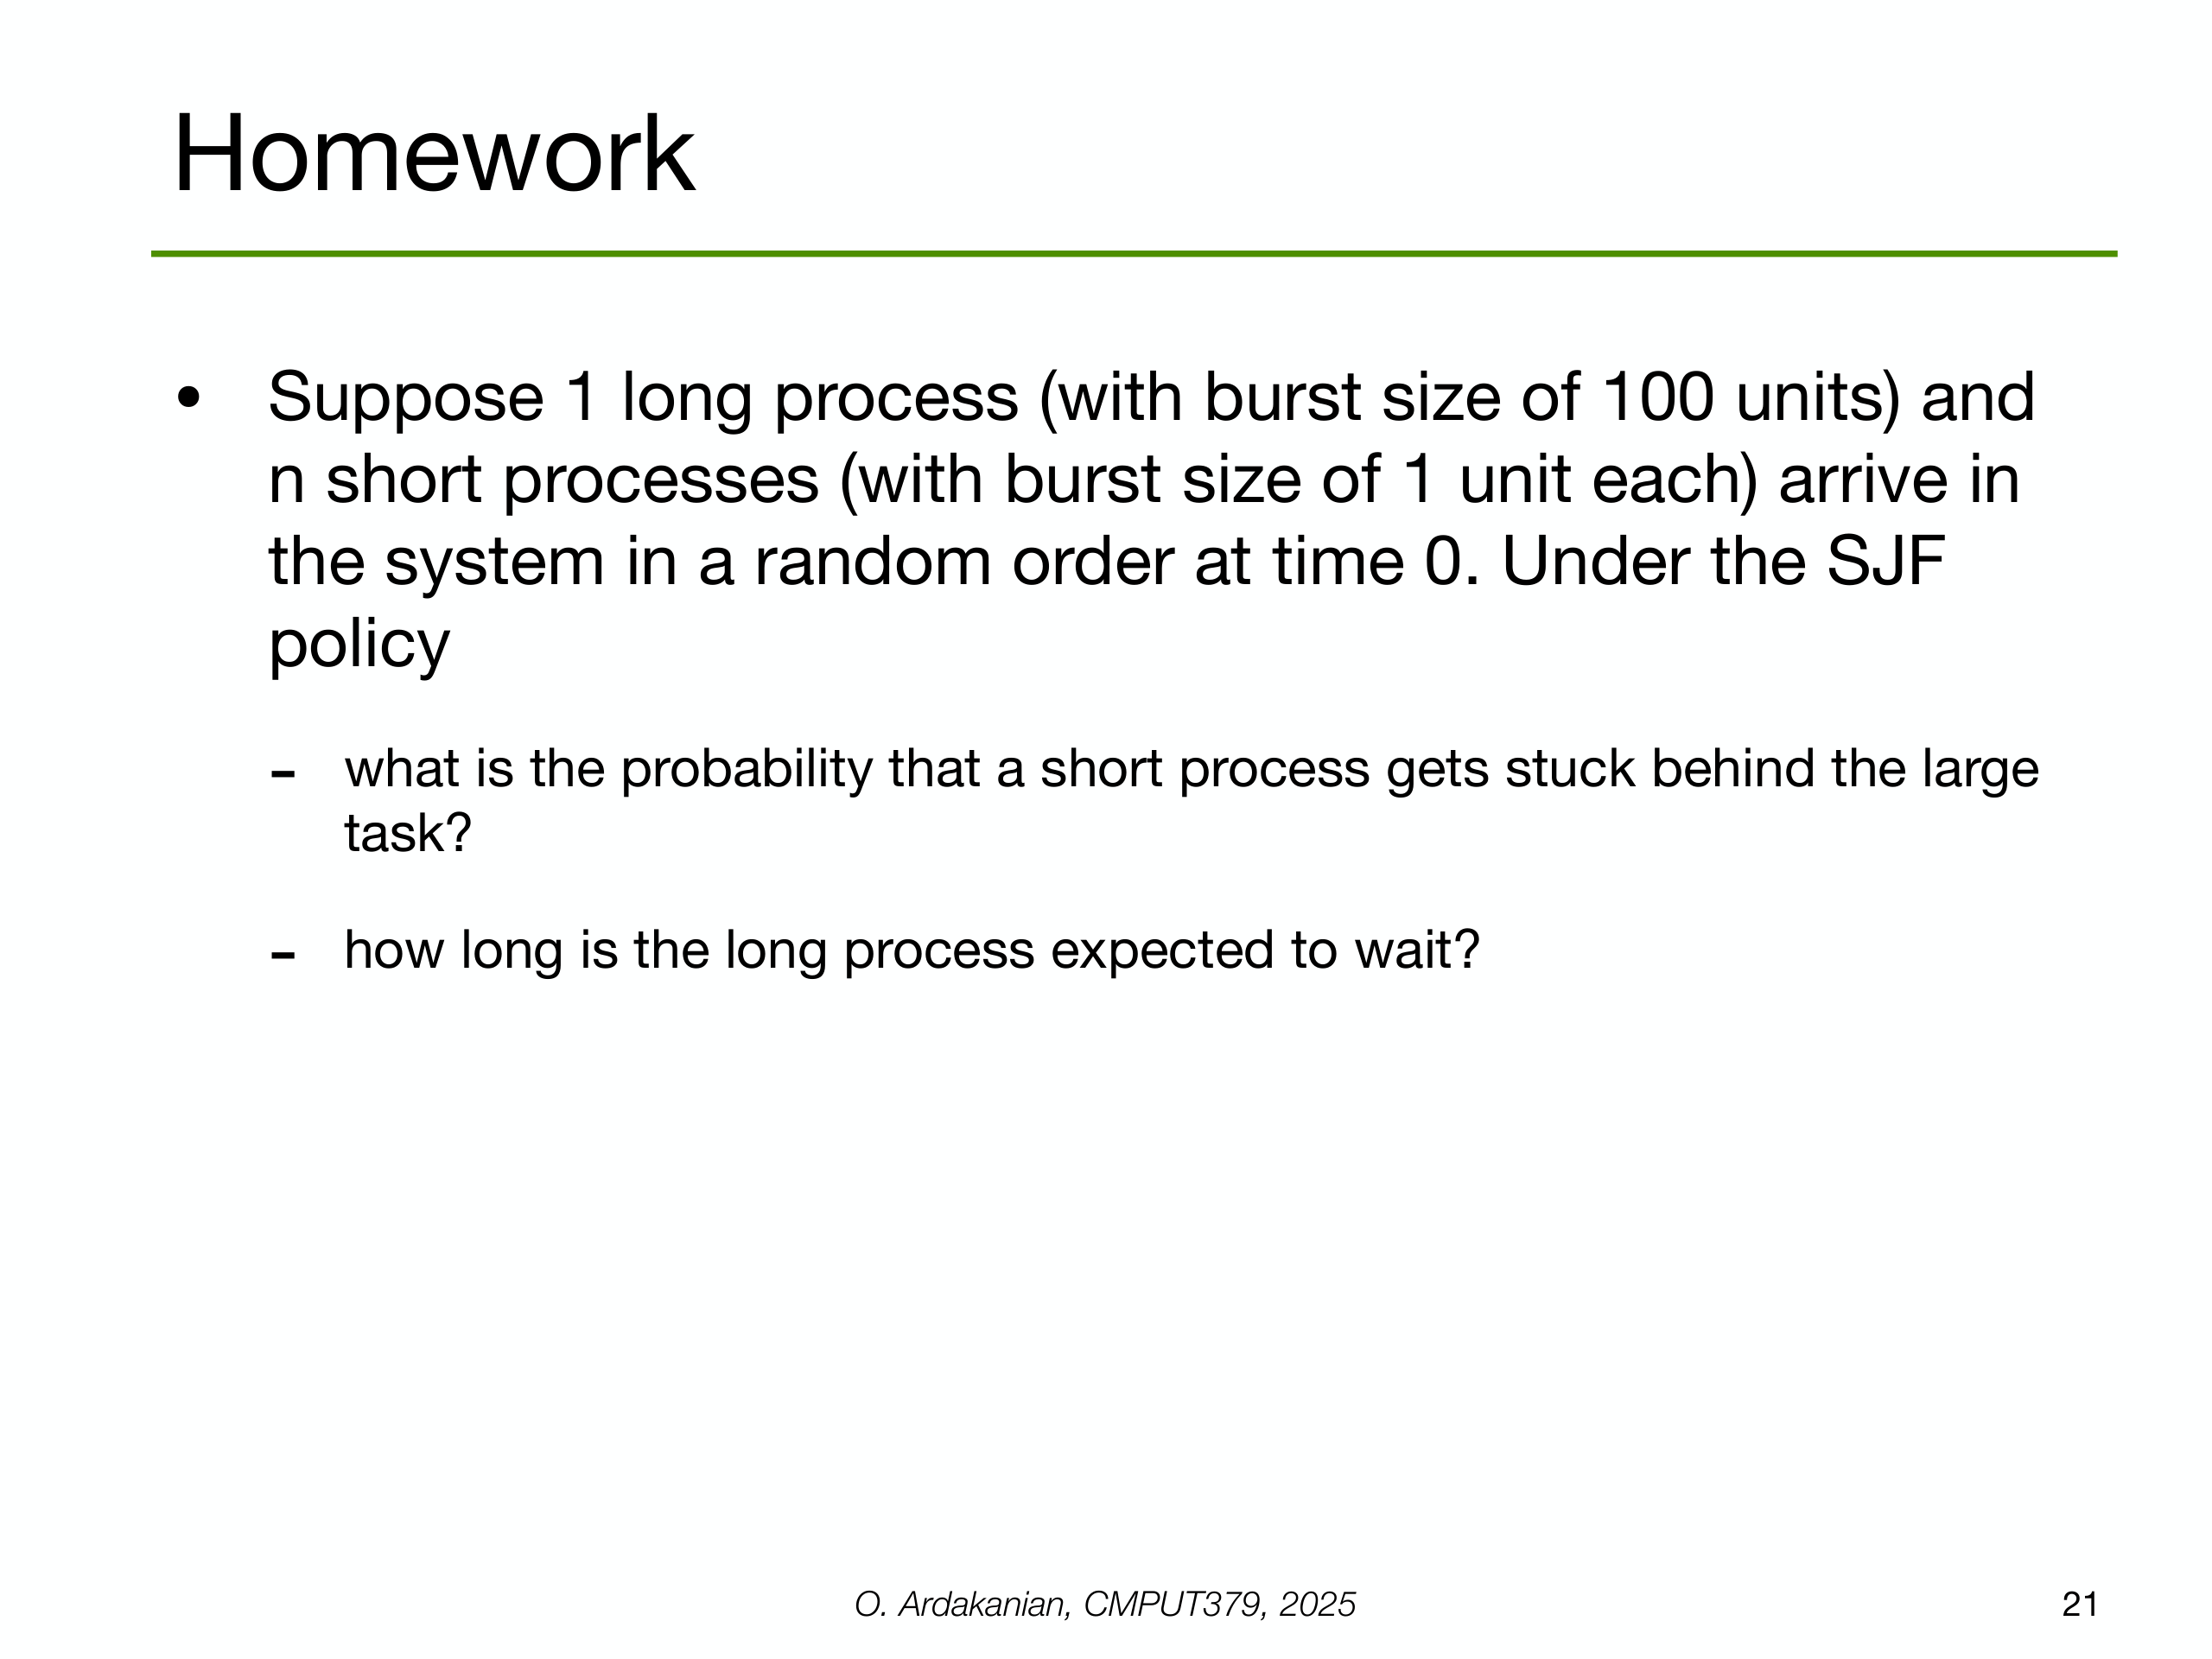 Homework
• Suppose 1 long process (with burst size of 100 units) and
n short processes (with burst size of 1 unit each) arrive in
the system in a random order at time 0. Under the SJF
policy
- what is the probability that a short process gets stuck behind the large
task?
- how long is the long process expected to wait?
O. Ardakanian, CMPUT379, 2025
21